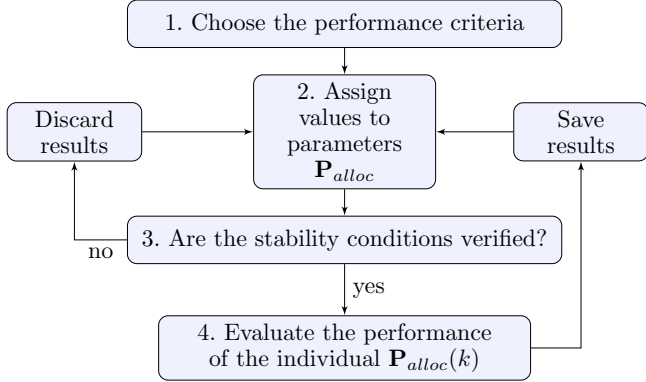 1. Choose the performance criteria
2. Assign
values to
parameters
P_alloc
Discard
results
Save
results
3. Are the stability conditions verified?
no
yes
4. Evaluate the performance
of the individual P_alloc(k)